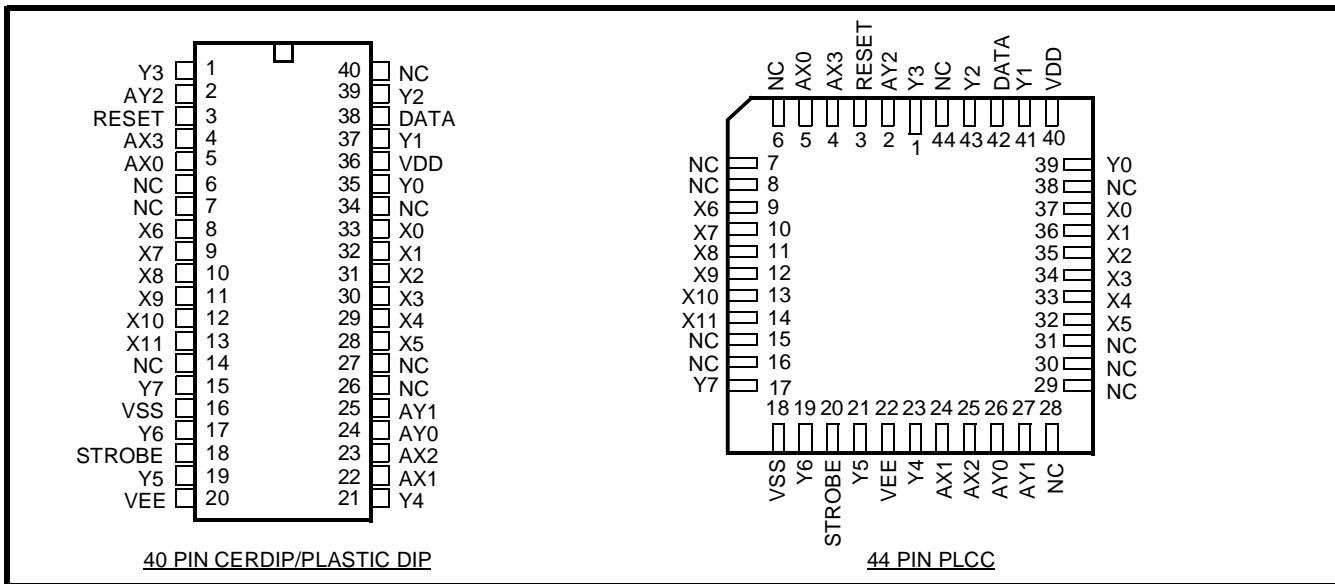 Y3 1 40 NC
AY2 2 39 Y2
RESET 3 38 DATA
AX3 4 37 Y1
AX0 5 36 VDD
NC 6 35 Y0
NC 7 34 NC
X6 8 33 X0
X7 9 32 X1
X8 10 31 X2
X9 11 30 X3
X10 12 29 X4
X11 13 28 X5
NC 14 27 NC
Y7 15 26 NC
VSS 16 25 AY1
Y6 17 24 AY0
STROBE 18 23 AX2
Y5 19 22 AX1
VEE 20 21 Y4
40 PIN CERDIP/PLASTIC DIP
NC AX0 AX3 RESET AY2 Y3 NC Y2 DATA Y1 VDD
6 5 4 3 2 1 44 43 42 41 40
NC 7 39 Y0
NC 8 38 NC
X6 9 37 X0
X7 10 36 X1
X8 11 35 X2
X9 12 34 X3
X10 13 33 X4
X11 14 32 X5
NC 15 31 NC
NC 16 30 NC
Y7 17 29 NC
18 19 20 21 22 23 24 25 26 27 28
VSS Y6 STROBE Y5 VEE Y4 AX1 AX2 AY0 AY1 NC
44 PIN PLCC